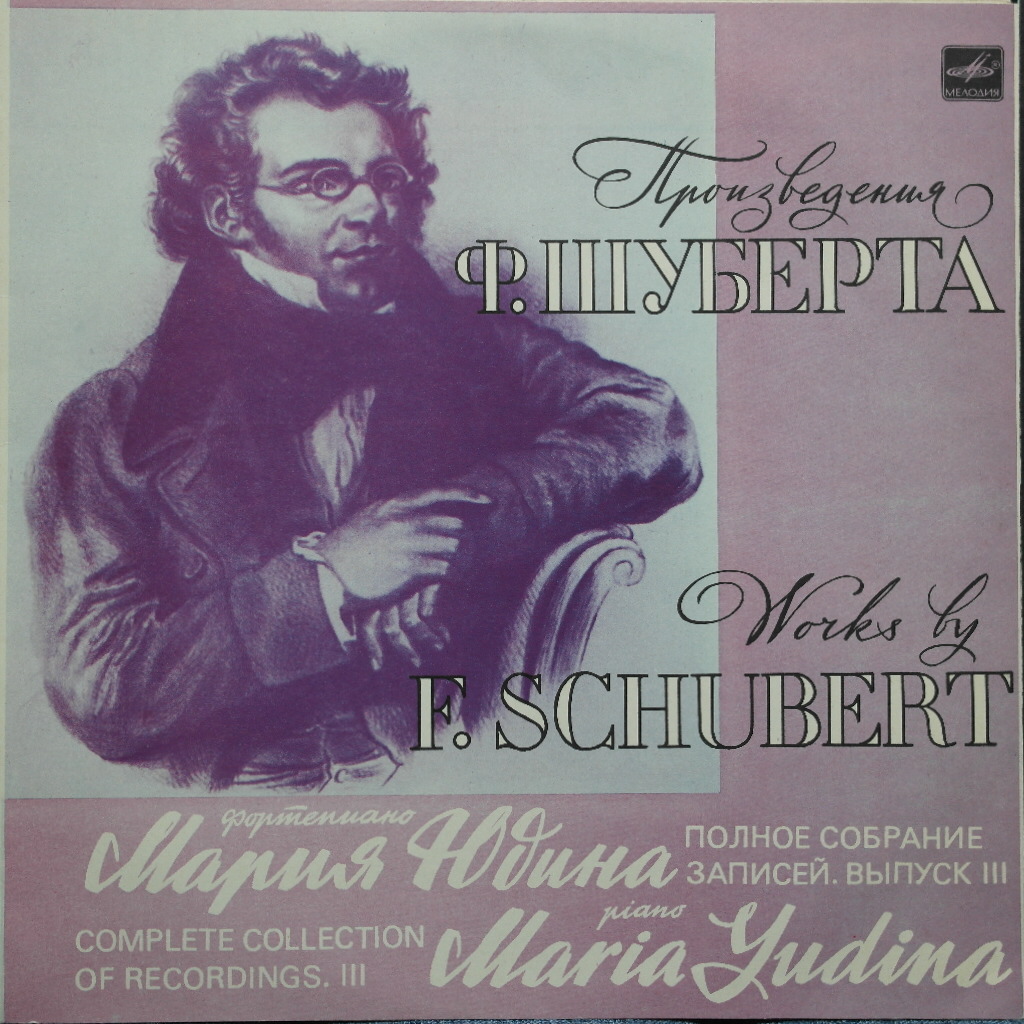 МЕЛОДИЯ
Произведения
Ф. ШУБЕРТА
Works by
F. SCHUBERT
фортепиано
Мария Юдина
ПОЛНОЕ СОБРАНИЕ
ЗАПИСЕЙ. ВЫПУСК III
piano
Maria Yudina
COMPLETE COLLECTION
OF RECORDINGS. III